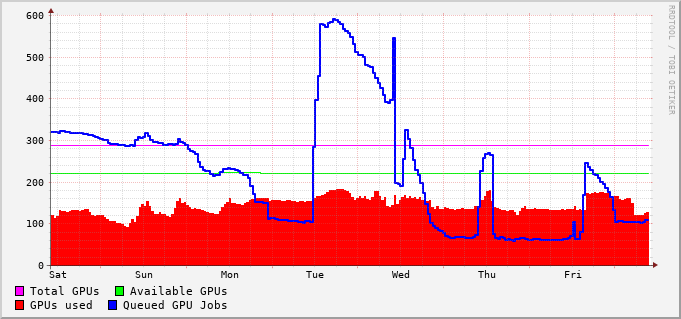 600
500
400
300
200
100
0
Sat Sun Mon Tue Wed Thu Fri
Total GPUs Available GPUs
GPUs used Queued GPU Jobs
RRDTOOL / TOBI OETIKER